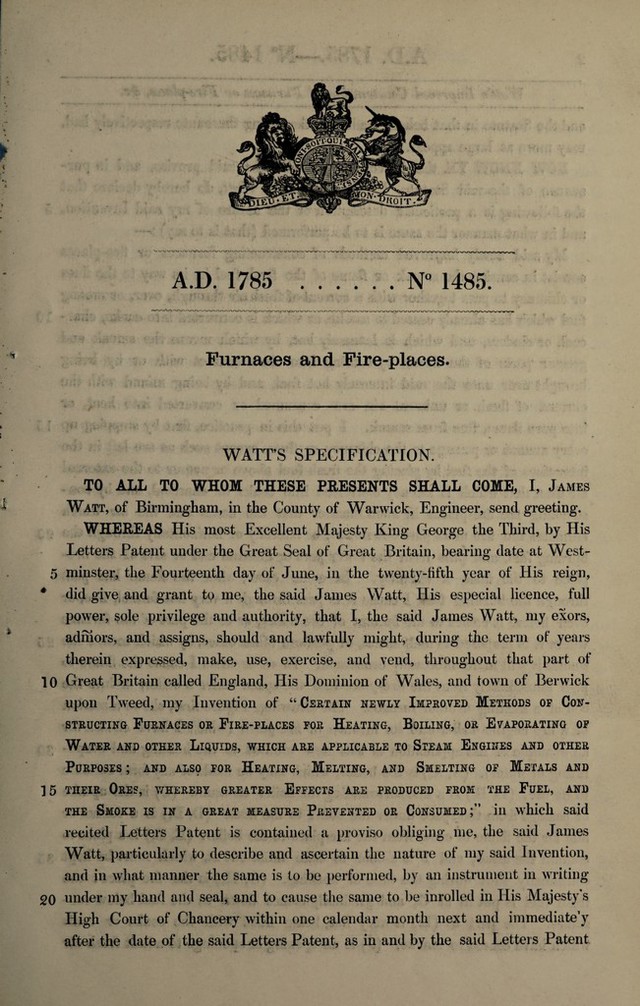 HONI SOIT QUI MAL Y PENSE
DIEU ET MON DROIT
A.D. 1785 . . . . . . N° 1485.
Furnaces and Fire-places.
WATT'S SPECIFICATION.
TO ALL TO WHOM THESE PRESENTS SHALL COME, I, JAMES
WATT, of Birmingham, in the County of Warwick, Engineer, send greeting.
WHEREAS His most Excellent Majesty King George the Third, by His
Letters Patent under the Great Seal of Great Britain, bearing date at West-
5 minster, the Fourteenth day of June, in the twenty-fifth year of His reign,
did give and grant to me, the said James Watt, His especial licence, full
power, sole privilege and authority, that I, the said James Watt, my exors,
admors, and assigns, should and lawfully might, during the term of years
therein expressed, make, use, exercise, and vend, throughout that part of
10 Great Britain called England, His Dominion of Wales, and town of Berwick
upon Tweed, my Invention of "CERTAIN NEWLY IMPROVED METHODS OF CON-
STRUCTING FURNACES OR FIRE-PLACES FOR HEATING, BOILING, OR EVAPORATING OF
WATER AND OTHER LIQUIDS, WHICH ARE APPLICABLE TO STEAM ENGINES AND OTHER
PURPOSES; AND ALSO FOR HEATING, MELTING, AND SMELTING OF METALS AND
15 THEIR ORES, WHEREBY GREATER EFFECTS ARE PRODUCED FROM THE FUEL, AND
THE SMOKE IS IN A GREAT MEASURE PREVENTED OR CONSUMED;" in which said
recited Letters Patent is contained a proviso obliging me, the said James
Watt, particularly to describe and ascertain the nature of my said Invention,
and in what manner the same is to be performed, by an instrument in writing
20 under my hand and seal, and to cause the same to be inrolled in His Majesty's
High Court of Chancery within one calendar month next and immediate'y
after the date of the said Letters Patent, as in and by the said Letters Patent